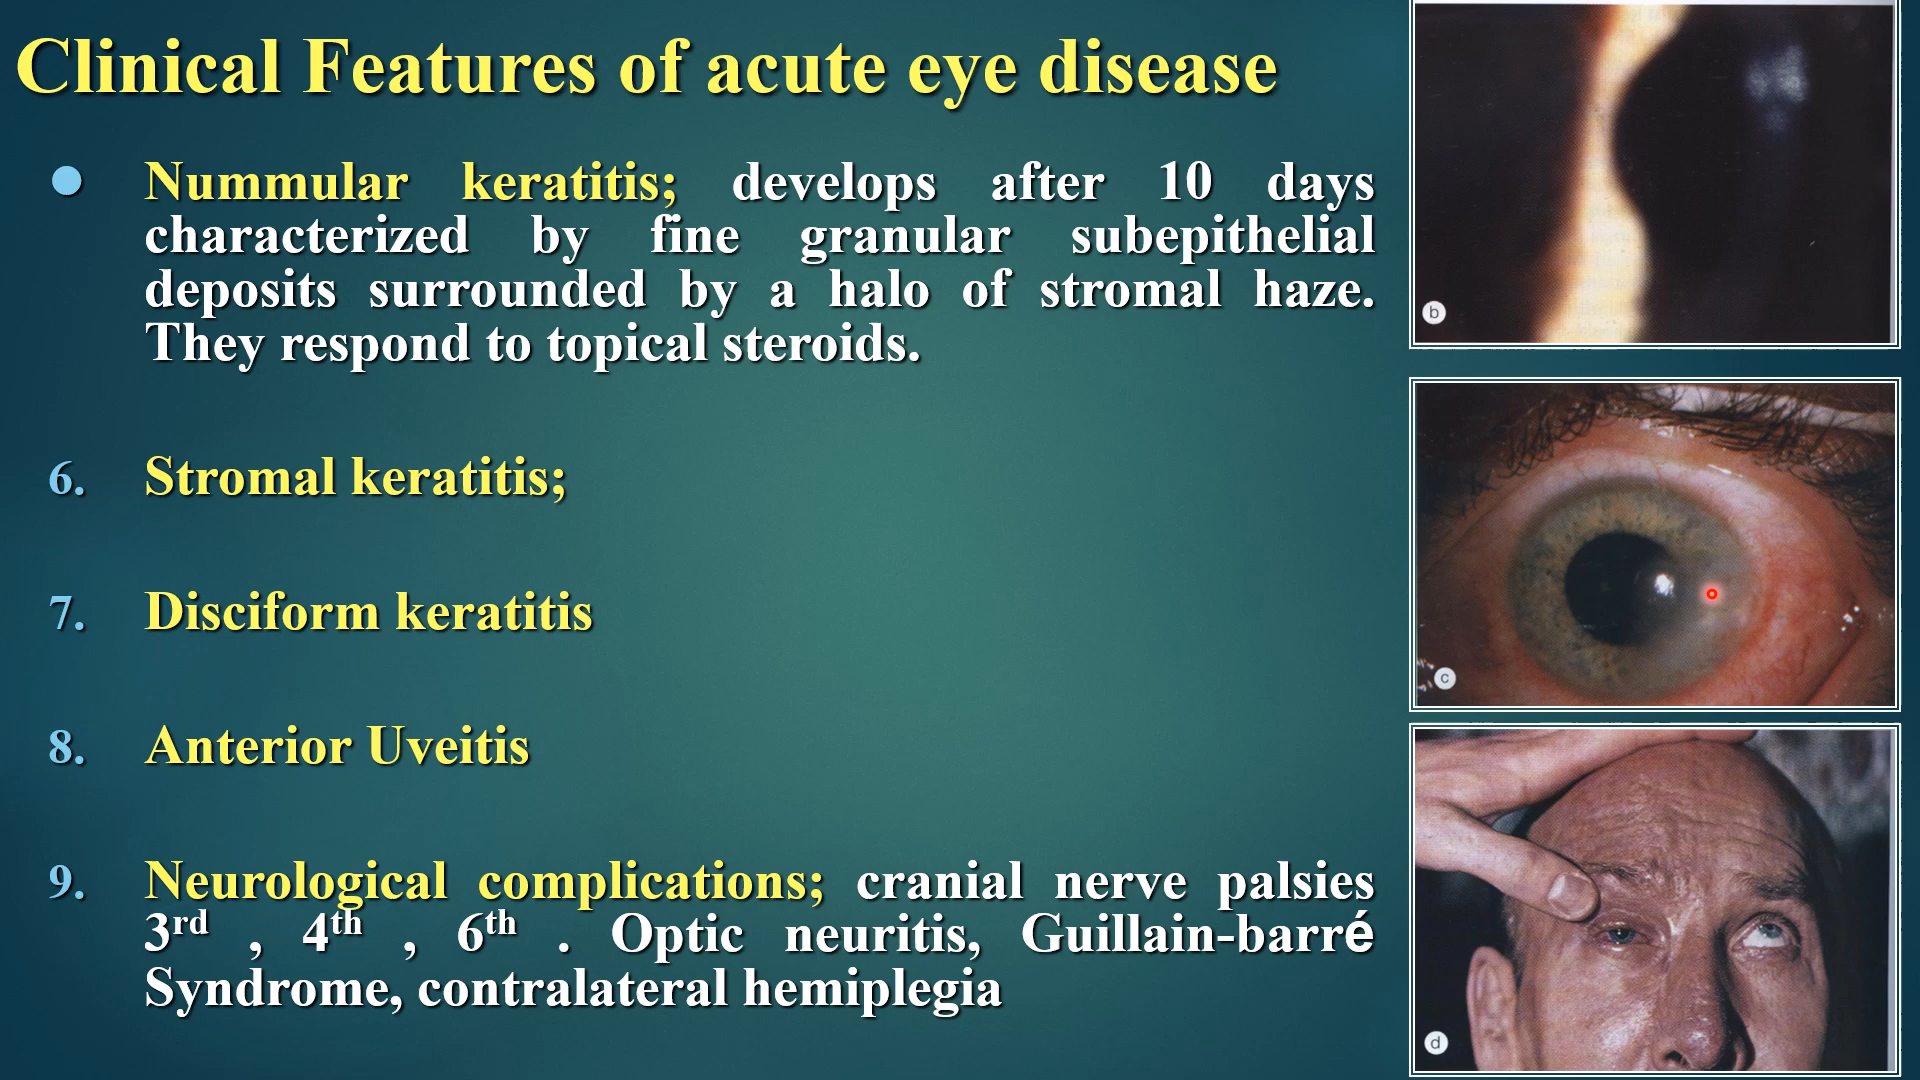 Clinical Features of acute eye disease
Nummular keratitis; develops after 10 days
characterized by fine granular subepithelial
deposits surrounded by a halo of stromal haze.
They respond to topical steroids.
6. Stromal keratitis;
7. Disciform keratitis
8. Anterior Uveitis
9. Neurological complications; cranial nerve palsies
3rd , 4th , 6th . Optic neuritis, Guillain-barré
Syndrome, contralateral hemiplegia
b
c
d